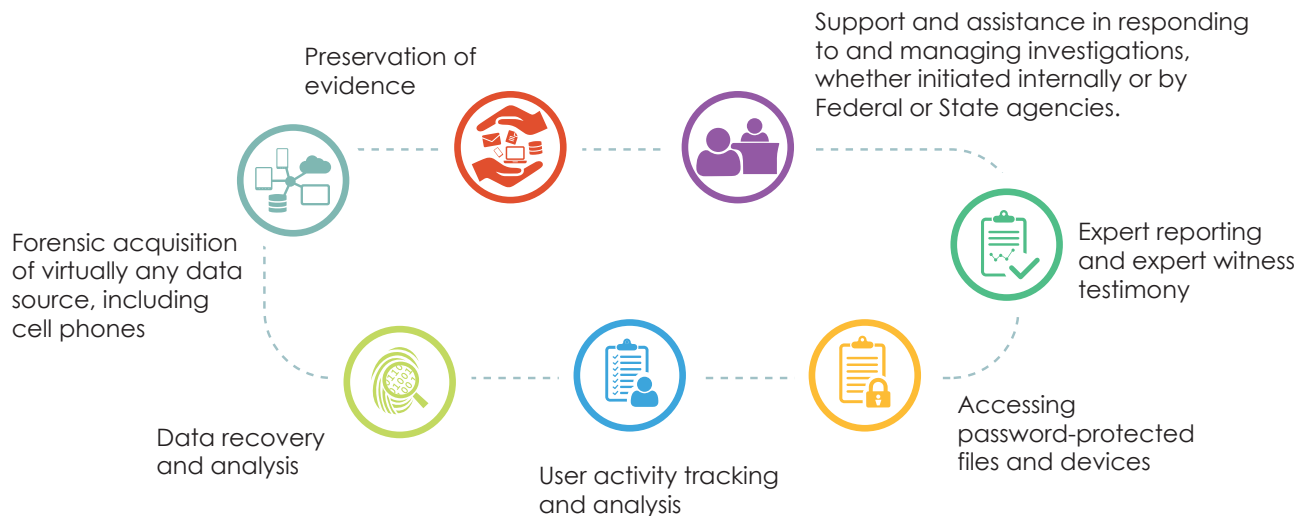 Preservation of
evidence
Support and assistance in responding
to and managing investigations,
whether initiated internally or by
Federal or State agencies.
Forensic acquisition
of virtually any data
source, including
cell phones
Expert reporting
and expert witness
testimony
Data recovery
and analysis
User activity tracking
and analysis
Accessing
password-protected
files and devices